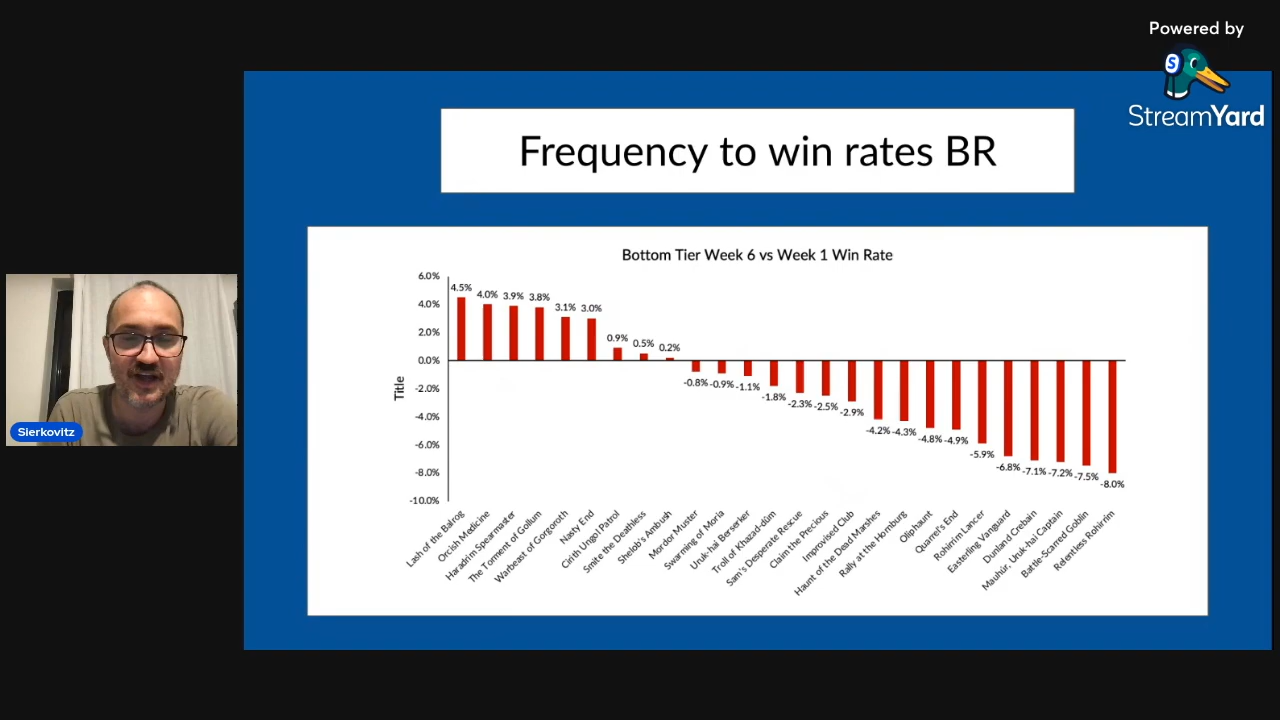 Powered by
StreamYard
Frequency to win rates BR
Bottom Tier Week 6 vs Week 1 Win Rate
6.0%
4.0%
2.0%
0.0%
-2.0%
-4.0%
-6.0%
-8.0%
-10.0%
Title
4.5%
4.0%
3.9%
3.8%
3.1%
3.0%
0.9%
0.5%
0.2%
-0.8%
-0.9%
-1.1%
-1.8%
-2.3%
-2.5%
-2.9%
-4.2%
-4.3%
-4.8%
-4.9%
-5.9%
-6.8%
-7.1%
-7.2%
-7.5%
-8.0%
Lash of the Balrog
Orcish Medicine
Haradrim Spearmaster
The Torment of Gollum
Warbeast of Gorgoroth
Nasty End
Cirith Ungol Patrol
Smite the Deathless
Shelob's Ambush
Mordor Muster
Swarming of Moria
Uruk-hai Berserker
Troll of Khazad-dûm
Sam's Desperate Rescue
Claim the Precious
Improvised Club
Haunt of the Dead Marshes
Rally at the Hornburg
Oliphaunt
Quarrel's End
Rohirrim Lancer
Easterling Vanguard
Dunland Crebain
Mauhúr, Uruk-hai Captain
Battle-Scarred Goblin
Relentless Rohirrim
Sierkovitz